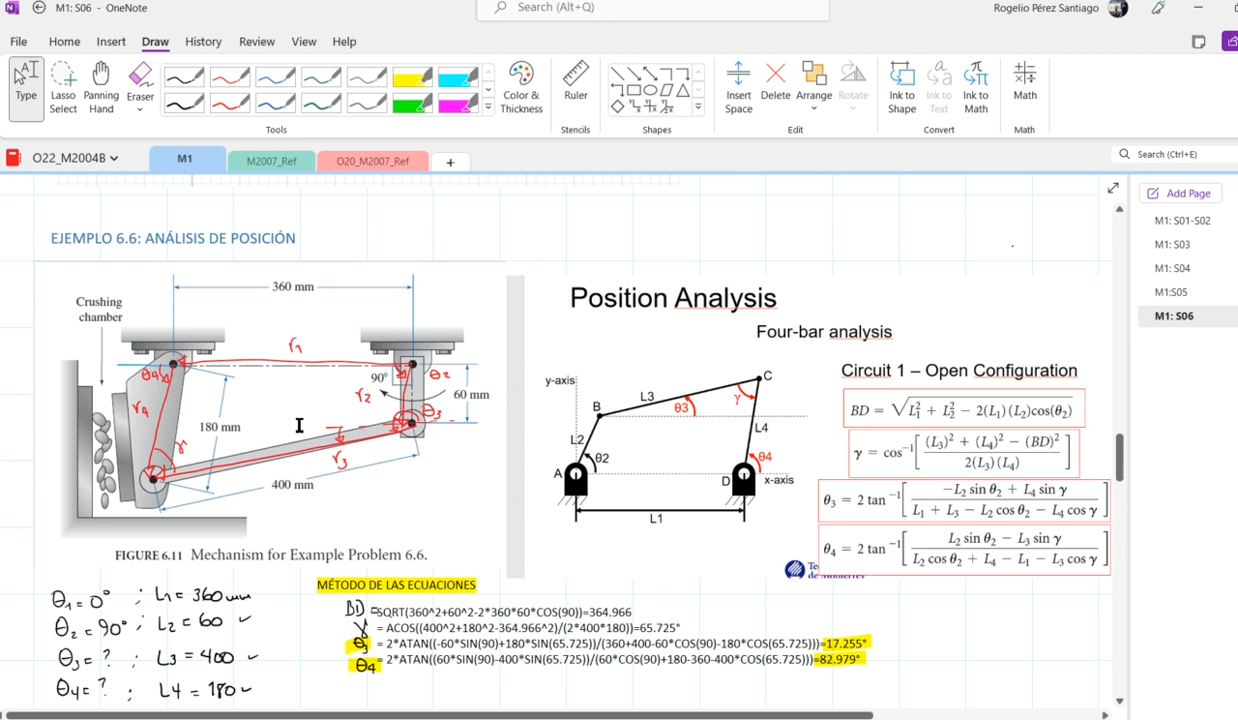 M1: S06 - OneNote
Search (Alt+Q)
Rogelio Pérez Santiago
File Home Insert Draw History Review View Help
Type
Lasso Select
Panning Hand
Eraser
Color & Thickness
Ruler
Insert Space
Delete
Arrange
Rotate
Ink to Shape
Ink to Text
Ink to Math
Math
Tools
Stencils
Shapes
Edit
Convert
Math
O22_M2004B
M1
M2007_Ref
O20_M2007_Ref
+
Search (Ctrl+E)
Add Page
M1: S01-S02
M1: S03
M1: S04
M1:S05
M1: S06
EJEMPLO 6.6: ANÁLISIS DE POSICIÓN
360 mm
Crushing
chamber
r1
θ4
90°
θ2
r4
r2
60 mm
θ3
180 mm
γ
r3
400 mm
FIGURE 6.11 Mechanism for Example Problem 6.6.
Position Analysis
Four-bar analysis
y-axis
C
L3
θ3
γ
B
L2
L4
θ2
θ4
A
D
x-axis
L1
Circuit 1 – Open Configuration
BD = √(L₁² + L₂² − 2(L₁)(L₂)cos(θ₂))
γ = cos⁻¹[((L₃)² + (L₄)² − (BD)²) / (2(L₃)(L₄))]
θ₃ = 2 tan⁻¹[(−L₂ sin θ₂ + L₄ sin γ) / (L₁ + L₃ − L₂ cos θ₂ − L₄ cos γ)]
θ₄ = 2 tan⁻¹[(L₂ sin θ₂ − L₃ sin γ) / (L₂ cos θ₂ + L₄ − L₁ − L₃ cos γ)]
θ1 = 0° ; L1 = 360 mm
θ2 = 90° ; L2 = 60
θ3 = ? ; L3 = 400
θ4 = ? ; L4 = 180
MÉTODO DE LAS ECUACIONES
BD =SQRT(360^2+60^2-2*360*60*COS(90))=364.966
γ = ACOS((400^2+180^2-364.966^2)/(2*400*180))=65.725°
θ3 = 2*ATAN((-60*SIN(90)+180*SIN(65.725))/(360+400-60*COS(90)-180*COS(65.725)))=17.255°
θ4 = 2*ATAN((60*SIN(90)-400*SIN(65.725))/(60*COS(90)+180-360-400*COS(65.725)))=82.979°